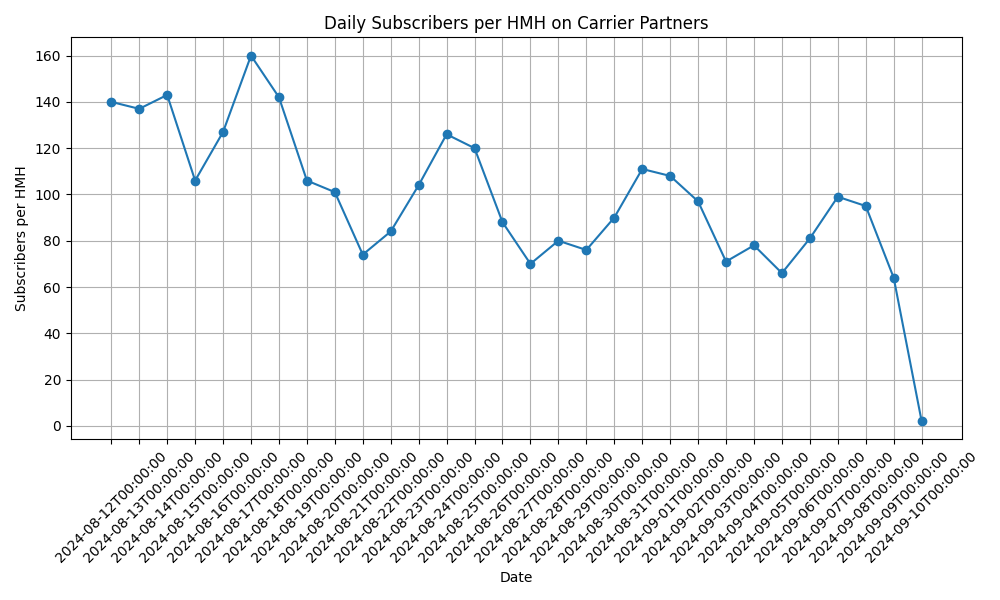 Daily Subscribers per HMH on Carrier Partners
Subscribers per HMH
160
140
120
100
80
60
40
20
0
2024-08-12T00:00:00
2024-08-13T00:00:00
2024-08-14T00:00:00
2024-08-15T00:00:00
2024-08-16T00:00:00
2024-08-17T00:00:00
2024-08-18T00:00:00
2024-08-19T00:00:00
2024-08-20T00:00:00
2024-08-21T00:00:00
2024-08-22T00:00:00
2024-08-23T00:00:00
2024-08-24T00:00:00
2024-08-25T00:00:00
2024-08-26T00:00:00
2024-08-27T00:00:00
2024-08-28T00:00:00
2024-08-29T00:00:00
2024-08-30T00:00:00
2024-08-31T00:00:00
2024-09-01T00:00:00
2024-09-02T00:00:00
2024-09-03T00:00:00
2024-09-04T00:00:00
2024-09-05T00:00:00
2024-09-06T00:00:00
2024-09-07T00:00:00
2024-09-08T00:00:00
2024-09-09T00:00:00
2024-09-10T00:00:00
Date